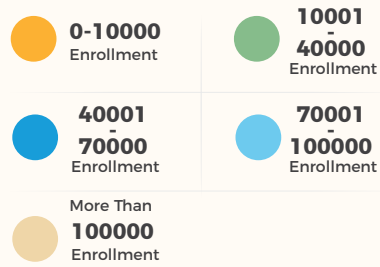 0-10000
Enrollment
10001
-
40000
Enrollment
40001
-
70000
Enrollment
70001
-
100000
Enrollment
More Than
100000
Enrollment